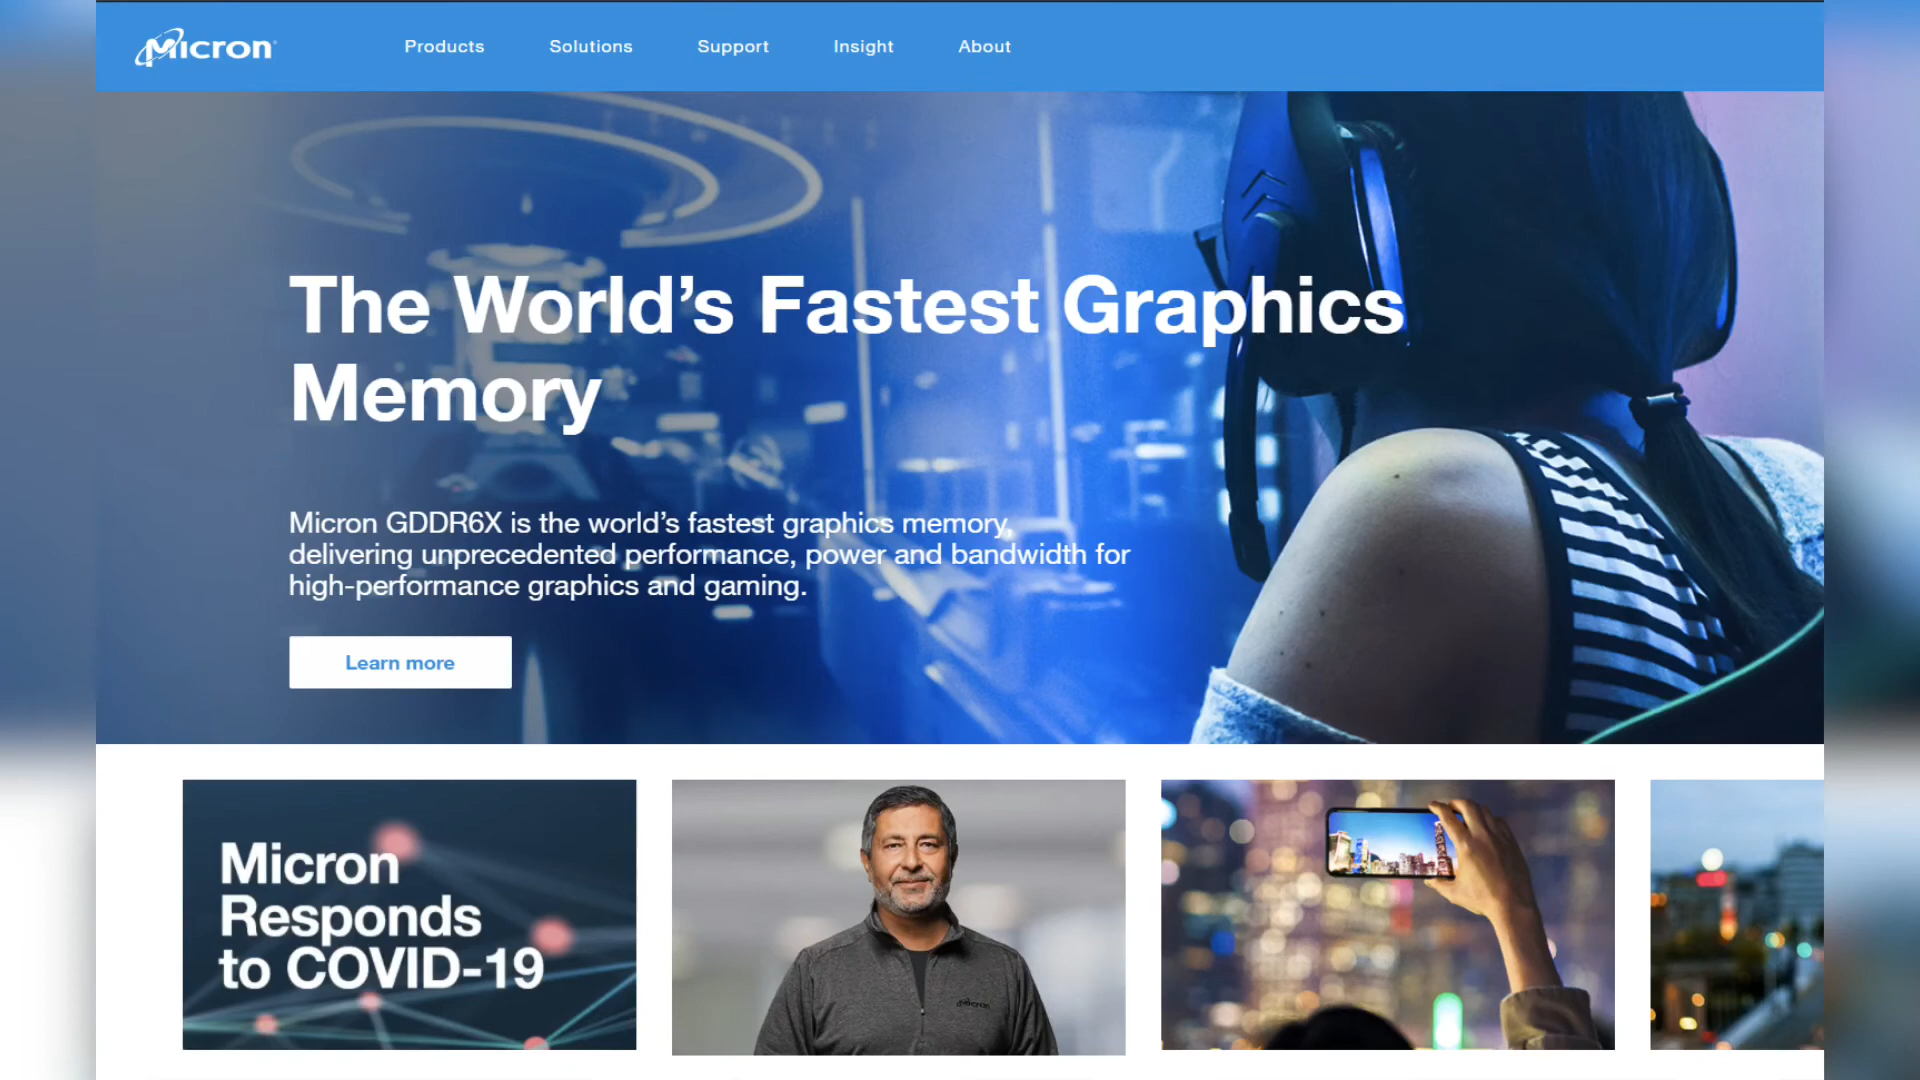 Micron
Products
Solutions
Support
Insight
About
The World’s Fastest Graphics
Memory
Micron GDDR6X is the world’s fastest graphics memory,
delivering unprecedented performance, power and bandwidth for
high-performance graphics and gaming.
Learn more
Micron
Responds
to COVID-19
Micron